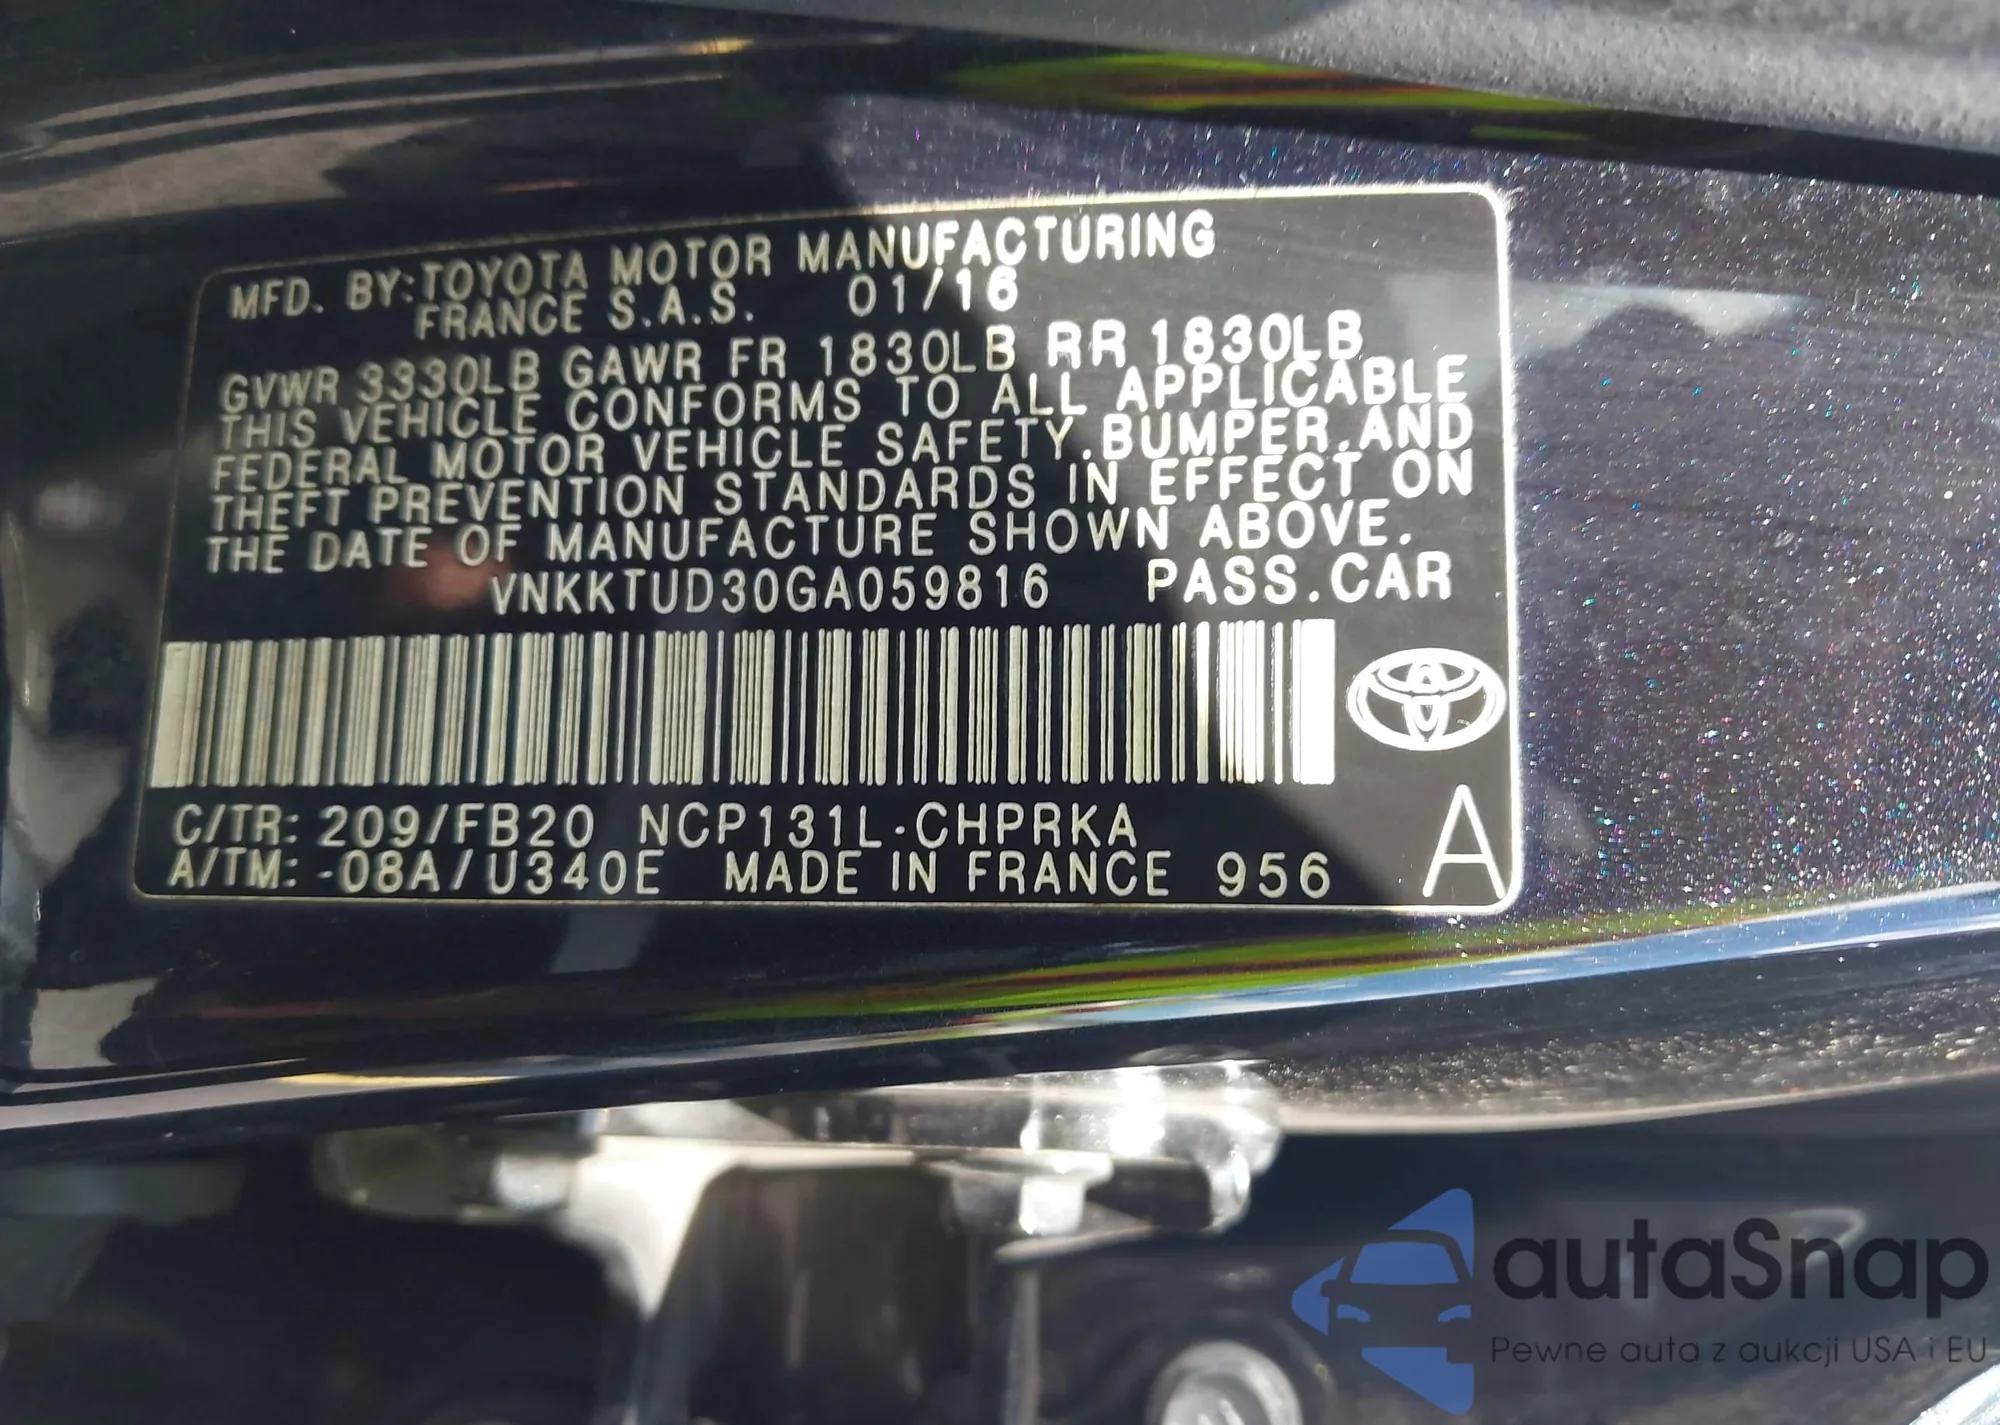 MFD. BY:TOYOTA MOTOR MANUFACTURING
FRANCE S.A.S. 01/16
GVWR 3330LB GAWR FR 1830LB RR 1830LB
THIS VEHICLE CONFORMS TO ALL APPLICABLE
FEDERAL MOTOR VEHICLE SAFETY.BUMPER.AND
THEFT PREVENTION STANDARDS IN EFFECT ON
THE DATE OF MANUFACTURE SHOWN ABOVE.
VNKKTUD30GA059816 PASS.CAR
C/TR: 209/FB20 NCP131L-CHPRKA
A/TM: -08A/U340E MADE IN FRANCE 956
A
autaSnap
Pewne auta z aukcji USA i EU